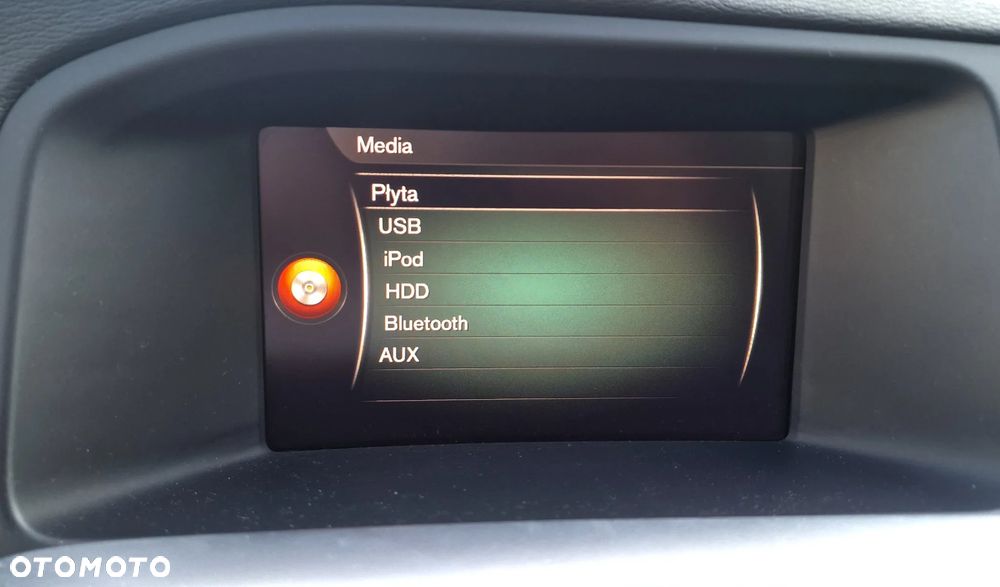 Media
Płyta
USB
iPod
HDD
Bluetooth
AUX
OTOMOTO